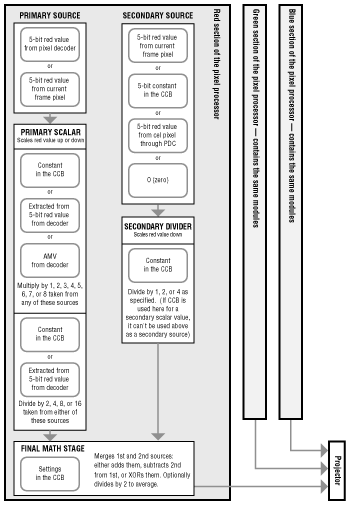 PRIMARY SOURCE
5-bit red value
from pixel decoder
or
5-bit red value
from current
frame pixel
PRIMARY SCALAR
Scales red value up or down
Constant
in the CCB
or
Extracted from
5-bit red value
from decoder
or
AMV
from decoder
Multiply by 1, 2, 3, 4, 5,
6, 7, or 8 taken from
any of these sources
Constant
in the CCB
or
Extracted from
5-bit red value
from decoder
Divide by 2, 4, 8, or 16
taken from either of
these sources
SECONDARY SOURCE
5-bit red value
from current
frame pixel
or
5-bit constant
in the CCB
or
5-bit red value
from cel pixel
through PDC
or
0 (zero)
SECONDARY DIVIDER
Scales red value down
Constant
in the CCB
Divide by 1, 2, or 4 as
specified. (If CCB is
used here for a
secondary scalar value,
it can't be used above
as a secondary source)
FINAL MATH STAGE
Settings
in the CCB
Merges 1st and 2nd sources:
either adds them, subtracts 2nd
from 1st, or XORs them. Optionally
divides by 2 to average.
Red section of the pixel processor
Green section of the pixel processor — contains the same modules
Blue section of the pixel processor — contains the same modules
Projector